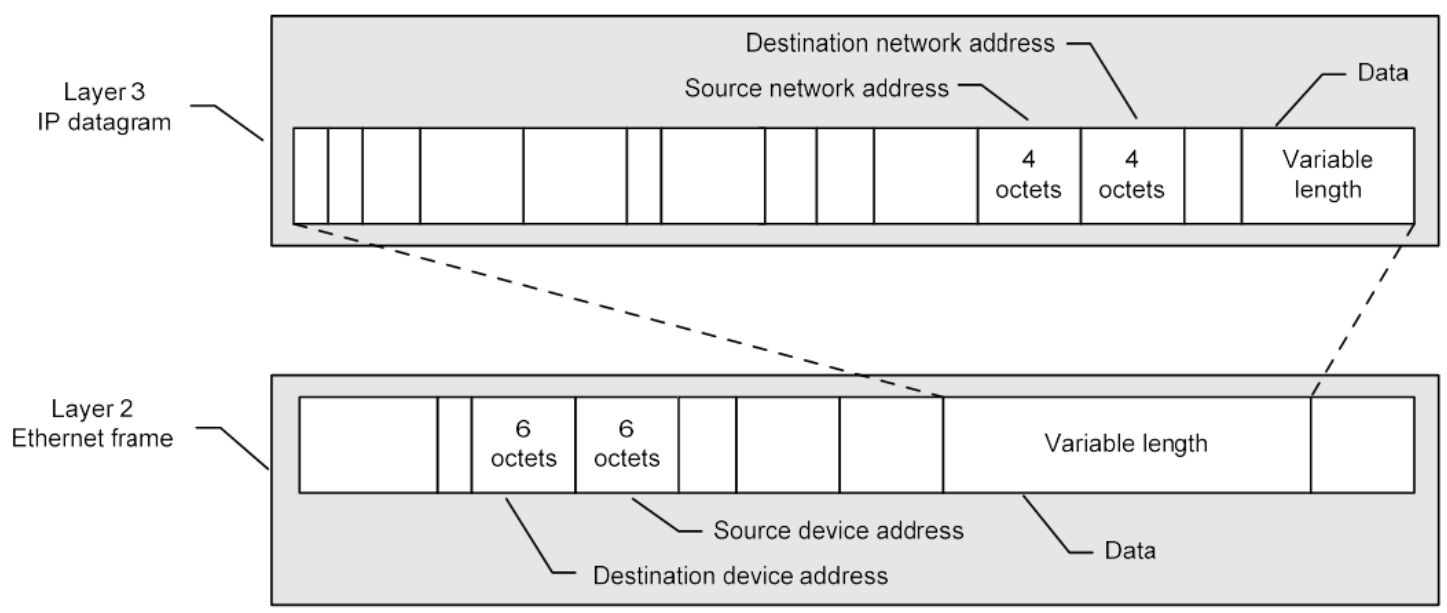 Destination network address
Source network address
Data
Layer 3
IP datagram
4
octets
4
octets
Variable
length
Layer 2
Ethernet frame
6
octets
6
octets
Variable length
Source device address
Data
Destination device address